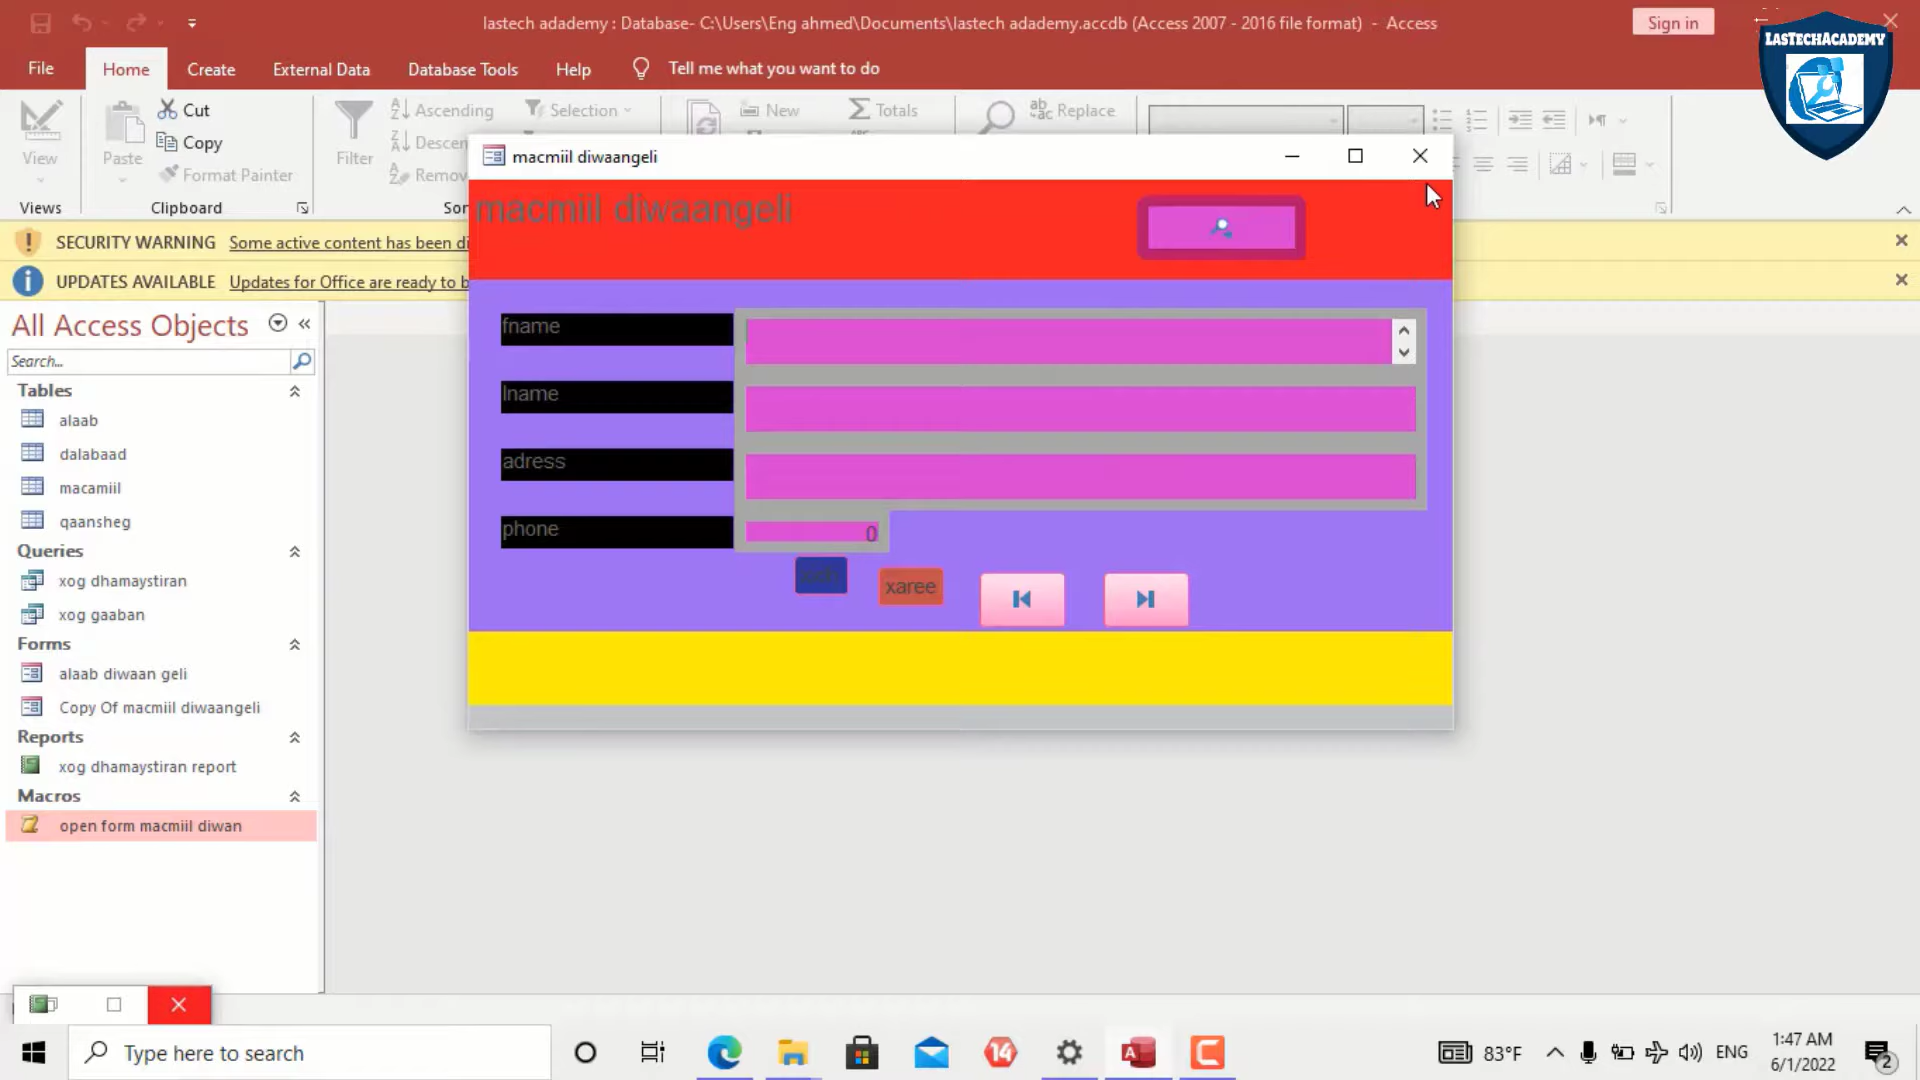 lastech adademy : Database- C:\Users\Eng ahmed\Documents\lastech adademy.accdb (Access 2007 - 2016 file format) - Access
Sign in
LASTECHACADEMY
File Home Create External Data Database Tools Help Tell me what you want to do
Cut
Copy
Format Painter
View
Paste
Filter
Ascending
Selection
New
Totals
Replace
Views
Clipboard
macmiil diwaangeli
SECURITY WARNING Some active content has been
UPDATES AVAILABLE Updates for Office are ready to
macmiil diwaangeli
fname
lname
adress
phone
0
xaree
All Access Objects
Search...
Tables
alaab
dalabaad
macamiil
qaansheg
Queries
xog dhamaystiran
xog gaaban
Forms
alaab diwaan geli
Copy Of macmiil diwaangeli
Reports
xog dhamaystiran report
Macros
open form macmiil diwan
Type here to search
14
83°F
ENG
1:47 AM
6/1/2022
2